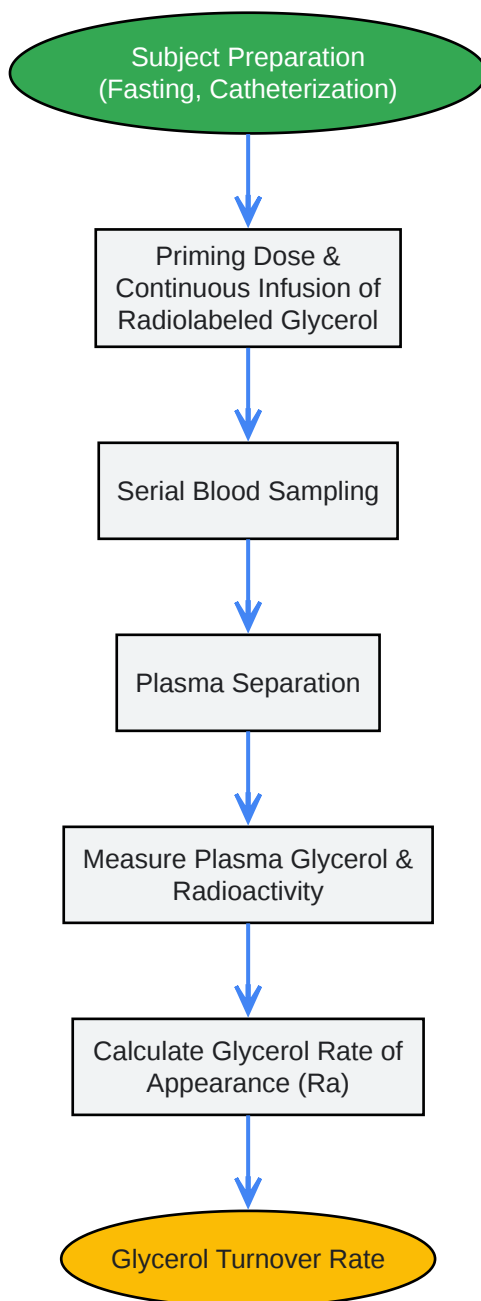 Subject Preparation
(Fasting, Catheterization)
Priming Dose &
Continuous Infusion of
Radiolabeled Glycerol
Serial Blood Sampling
Plasma Separation
Measure Plasma Glycerol &
Radioactivity
Calculate Glycerol Rate of
Appearance (Ra)
Glycerol Turnover Rate